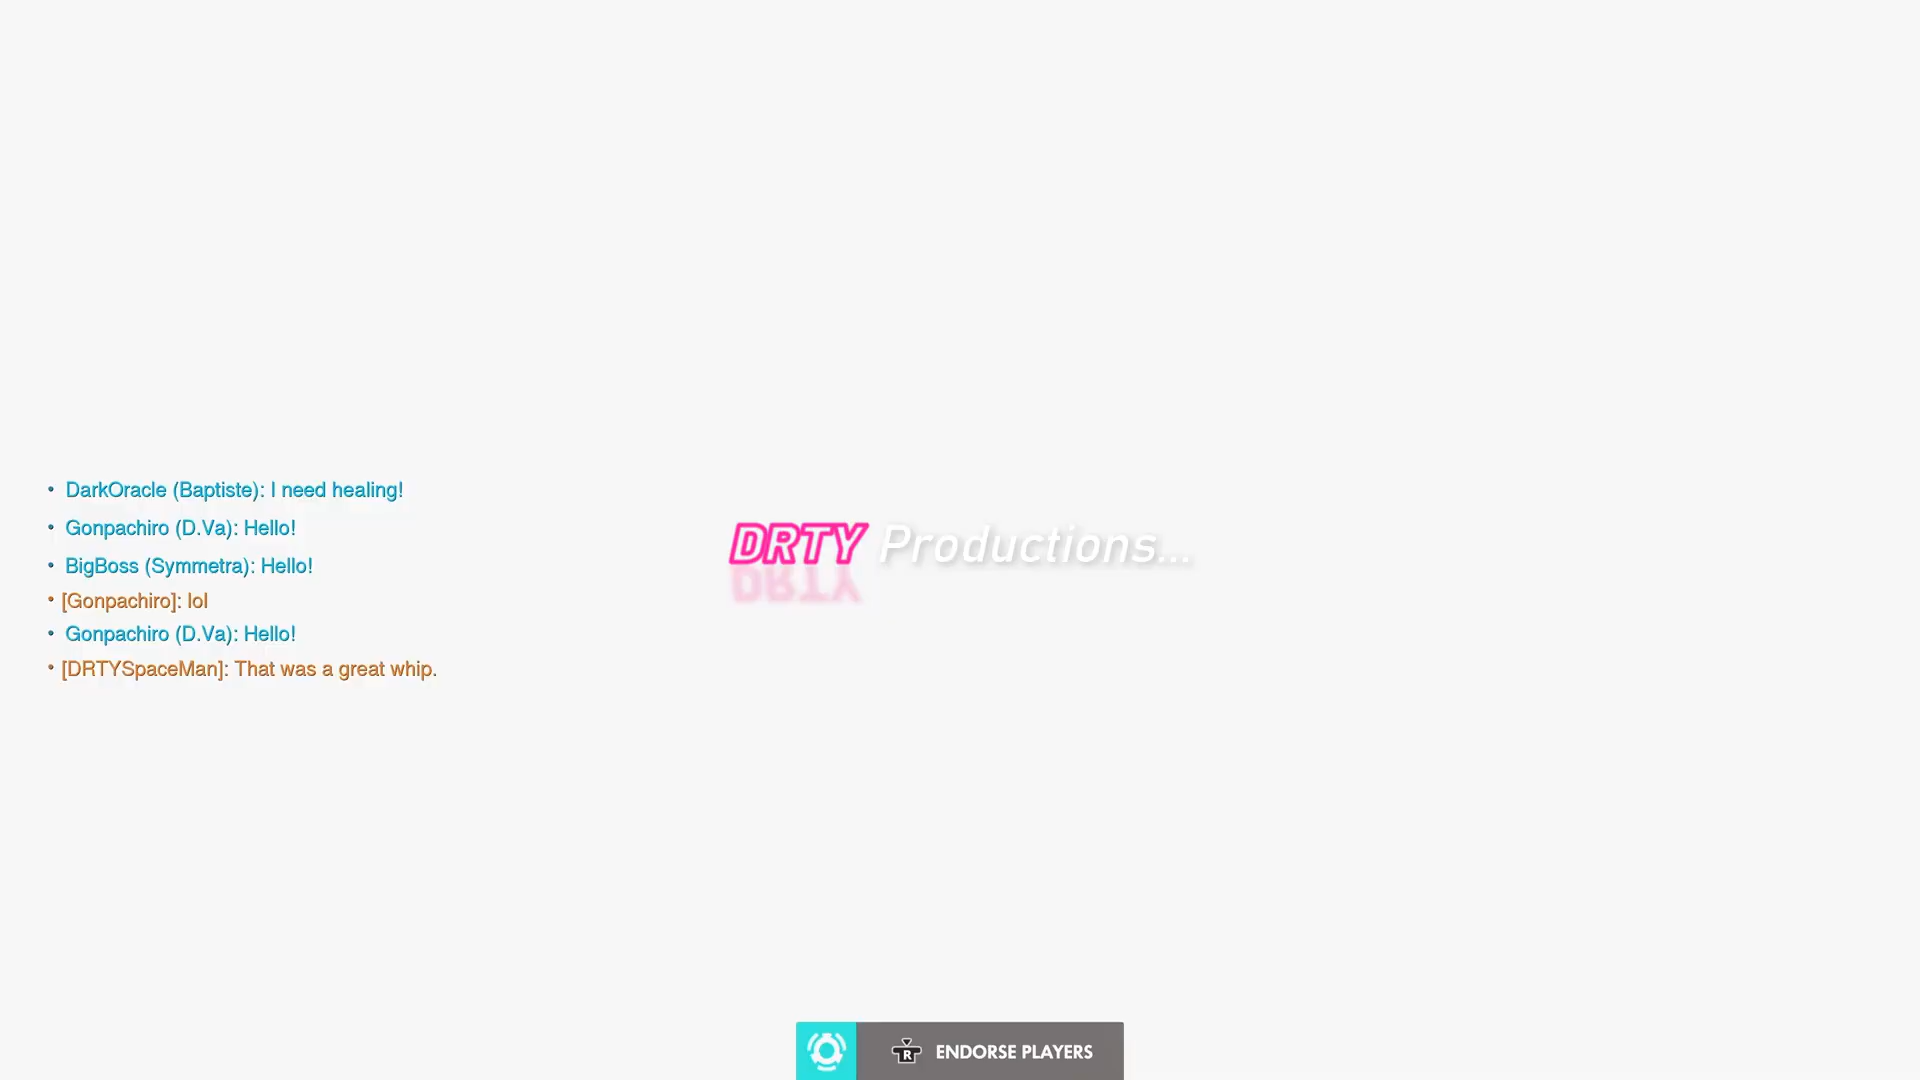 • DarkOracle (Baptiste): I need healing!
• Gonpachiro (D.Va): Hello!
• BigBoss (Symmetra): Hello!
• [Gonpachiro]: lol
• Gonpachiro (D.Va): Hello!
• [DRTYSpaceMan]: That was a great whip.
DRTY Productions...
R ENDORSE PLAYERS